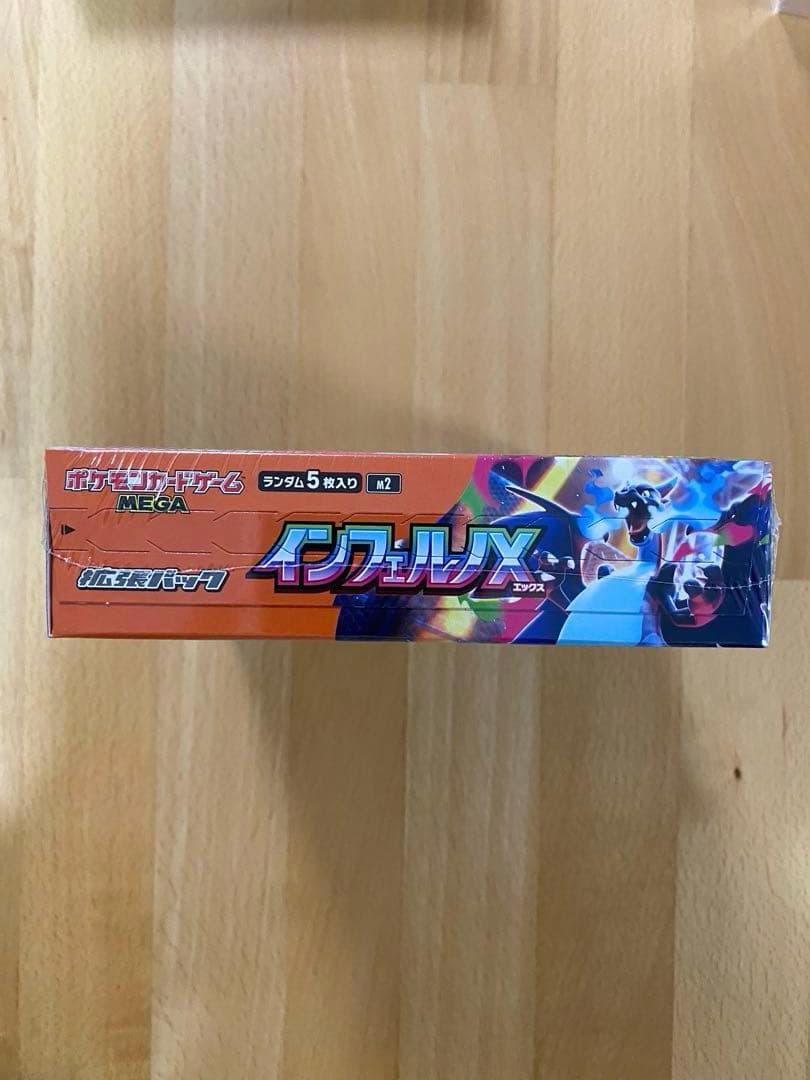 ポケモンカードゲーム
MEGA
ランダム5枚入り
M2
拡張パック
インフェルノX
エックス